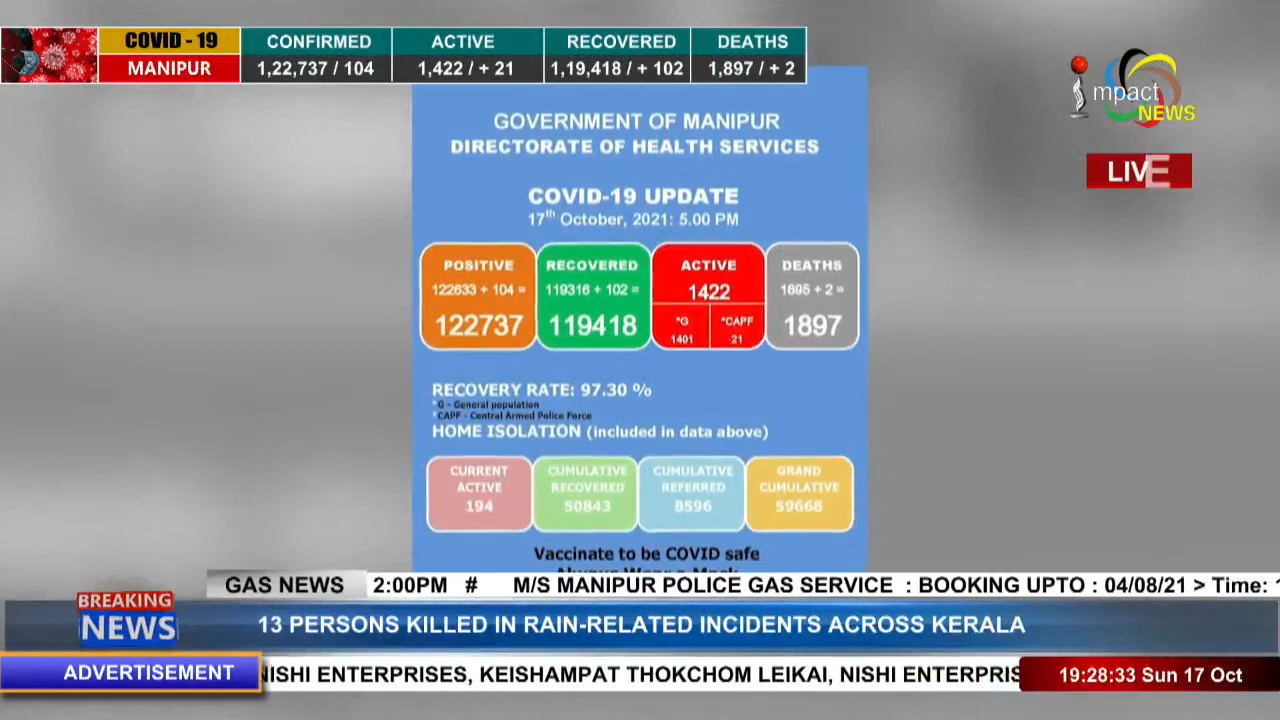 COVID - 19
CONFIRMED
ACTIVE
RECOVERED
DEATHS
MANIPUR
1,22,737 / 104
1,422 / + 21
1,19,418 / + 102
1,897 / + 2
impact
NEWS
LIVE
GOVERNMENT OF MANIPUR
DIRECTORATE OF HEALTH SERVICES
COVID-19 UPDATE
17th October, 2021: 5.00 PM
POSITIVE
122633 + 104 =
122737
RECOVERED
119316 + 102 =
119418
ACTIVE
1422
*G
1401
*CAPF
21
DEATHS
1895 + 2 =
1897
RECOVERY RATE: 97.30 %
*G - General population
*CAPF - Central Armed Police Force
HOME ISOLATION (included in data above)
CURRENT
ACTIVE
194
CUMULATIVE
RECOVERED
50843
CUMULATIVE
REFERRED
8596
GRAND
CUMULATIVE
59668
Vaccinate to be COVID safe
GAS NEWS
2:00PM # M/S MANIPUR POLICE GAS SERVICE : BOOKING UPTO : 04/08/21 > Time:
BREAKING
NEWS
13 PERSONS KILLED IN RAIN-RELATED INCIDENTS ACROSS KERALA
ADVERTISEMENT
NISHI ENTERPRISES, KEISHAMPAT THOKCHOM LEIKAI, NISHI ENTERPRIS
19:28:33 Sun 17 Oct